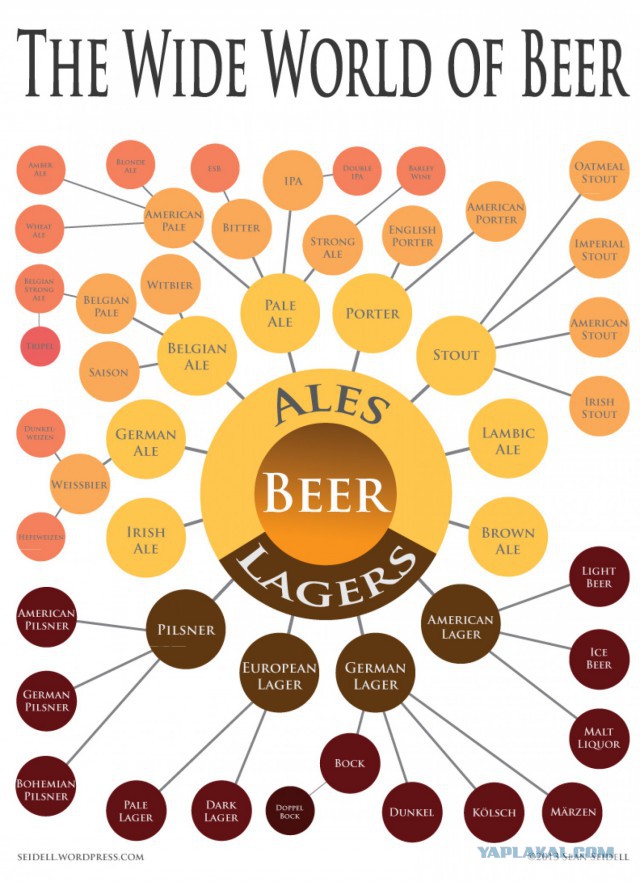 THE WIDE WORLD OF BEER
AMBER
ALE
BLONDE
ALE
ESB
IPA
DOUBLE
IPA
BARLEY
WINE
OATMEAL
STOUT
WHEAT
ALE
AMERICAN
PALE
BITTER
STRONG
ALE
ENGLISH
PORTER
AMERICAN
PORTER
IMPERIAL
STOUT
BELGIAN
STRONG
ALE
BELGIAN
PALE
WITBIER
PALE
ALE
PORTER
AMERICAN
STOUT
TRIPEL
SAISON
BELGIAN
ALE
STOUT
IRISH
STOUT
DUNKEL-
WEIZEN
GERMAN
ALE
ALES
LAMBIC
ALE
WEISSBIER
BEER
HEFEWEIZEN
IRISH
ALE
BROWN
ALE
LAGERS
LIGHT
BEER
AMERICAN
PILSNER
PILSNER
AMERICAN
LAGER
ICE
BEER
GERMAN
PILSNER
EUROPEAN
LAGER
GERMAN
LAGER
MALT
LIQUOR
BOHEMIAN
PILSNER
BOCK
PALE
LAGER
DARK
LAGER
DOPPEL
BOCK
DUNKEL
KÖLSCH
MÄRZEN
SEIDELL.WORDPRESS.COM
YAPLAKAL.COM
©2013 SEAN SEIDELL